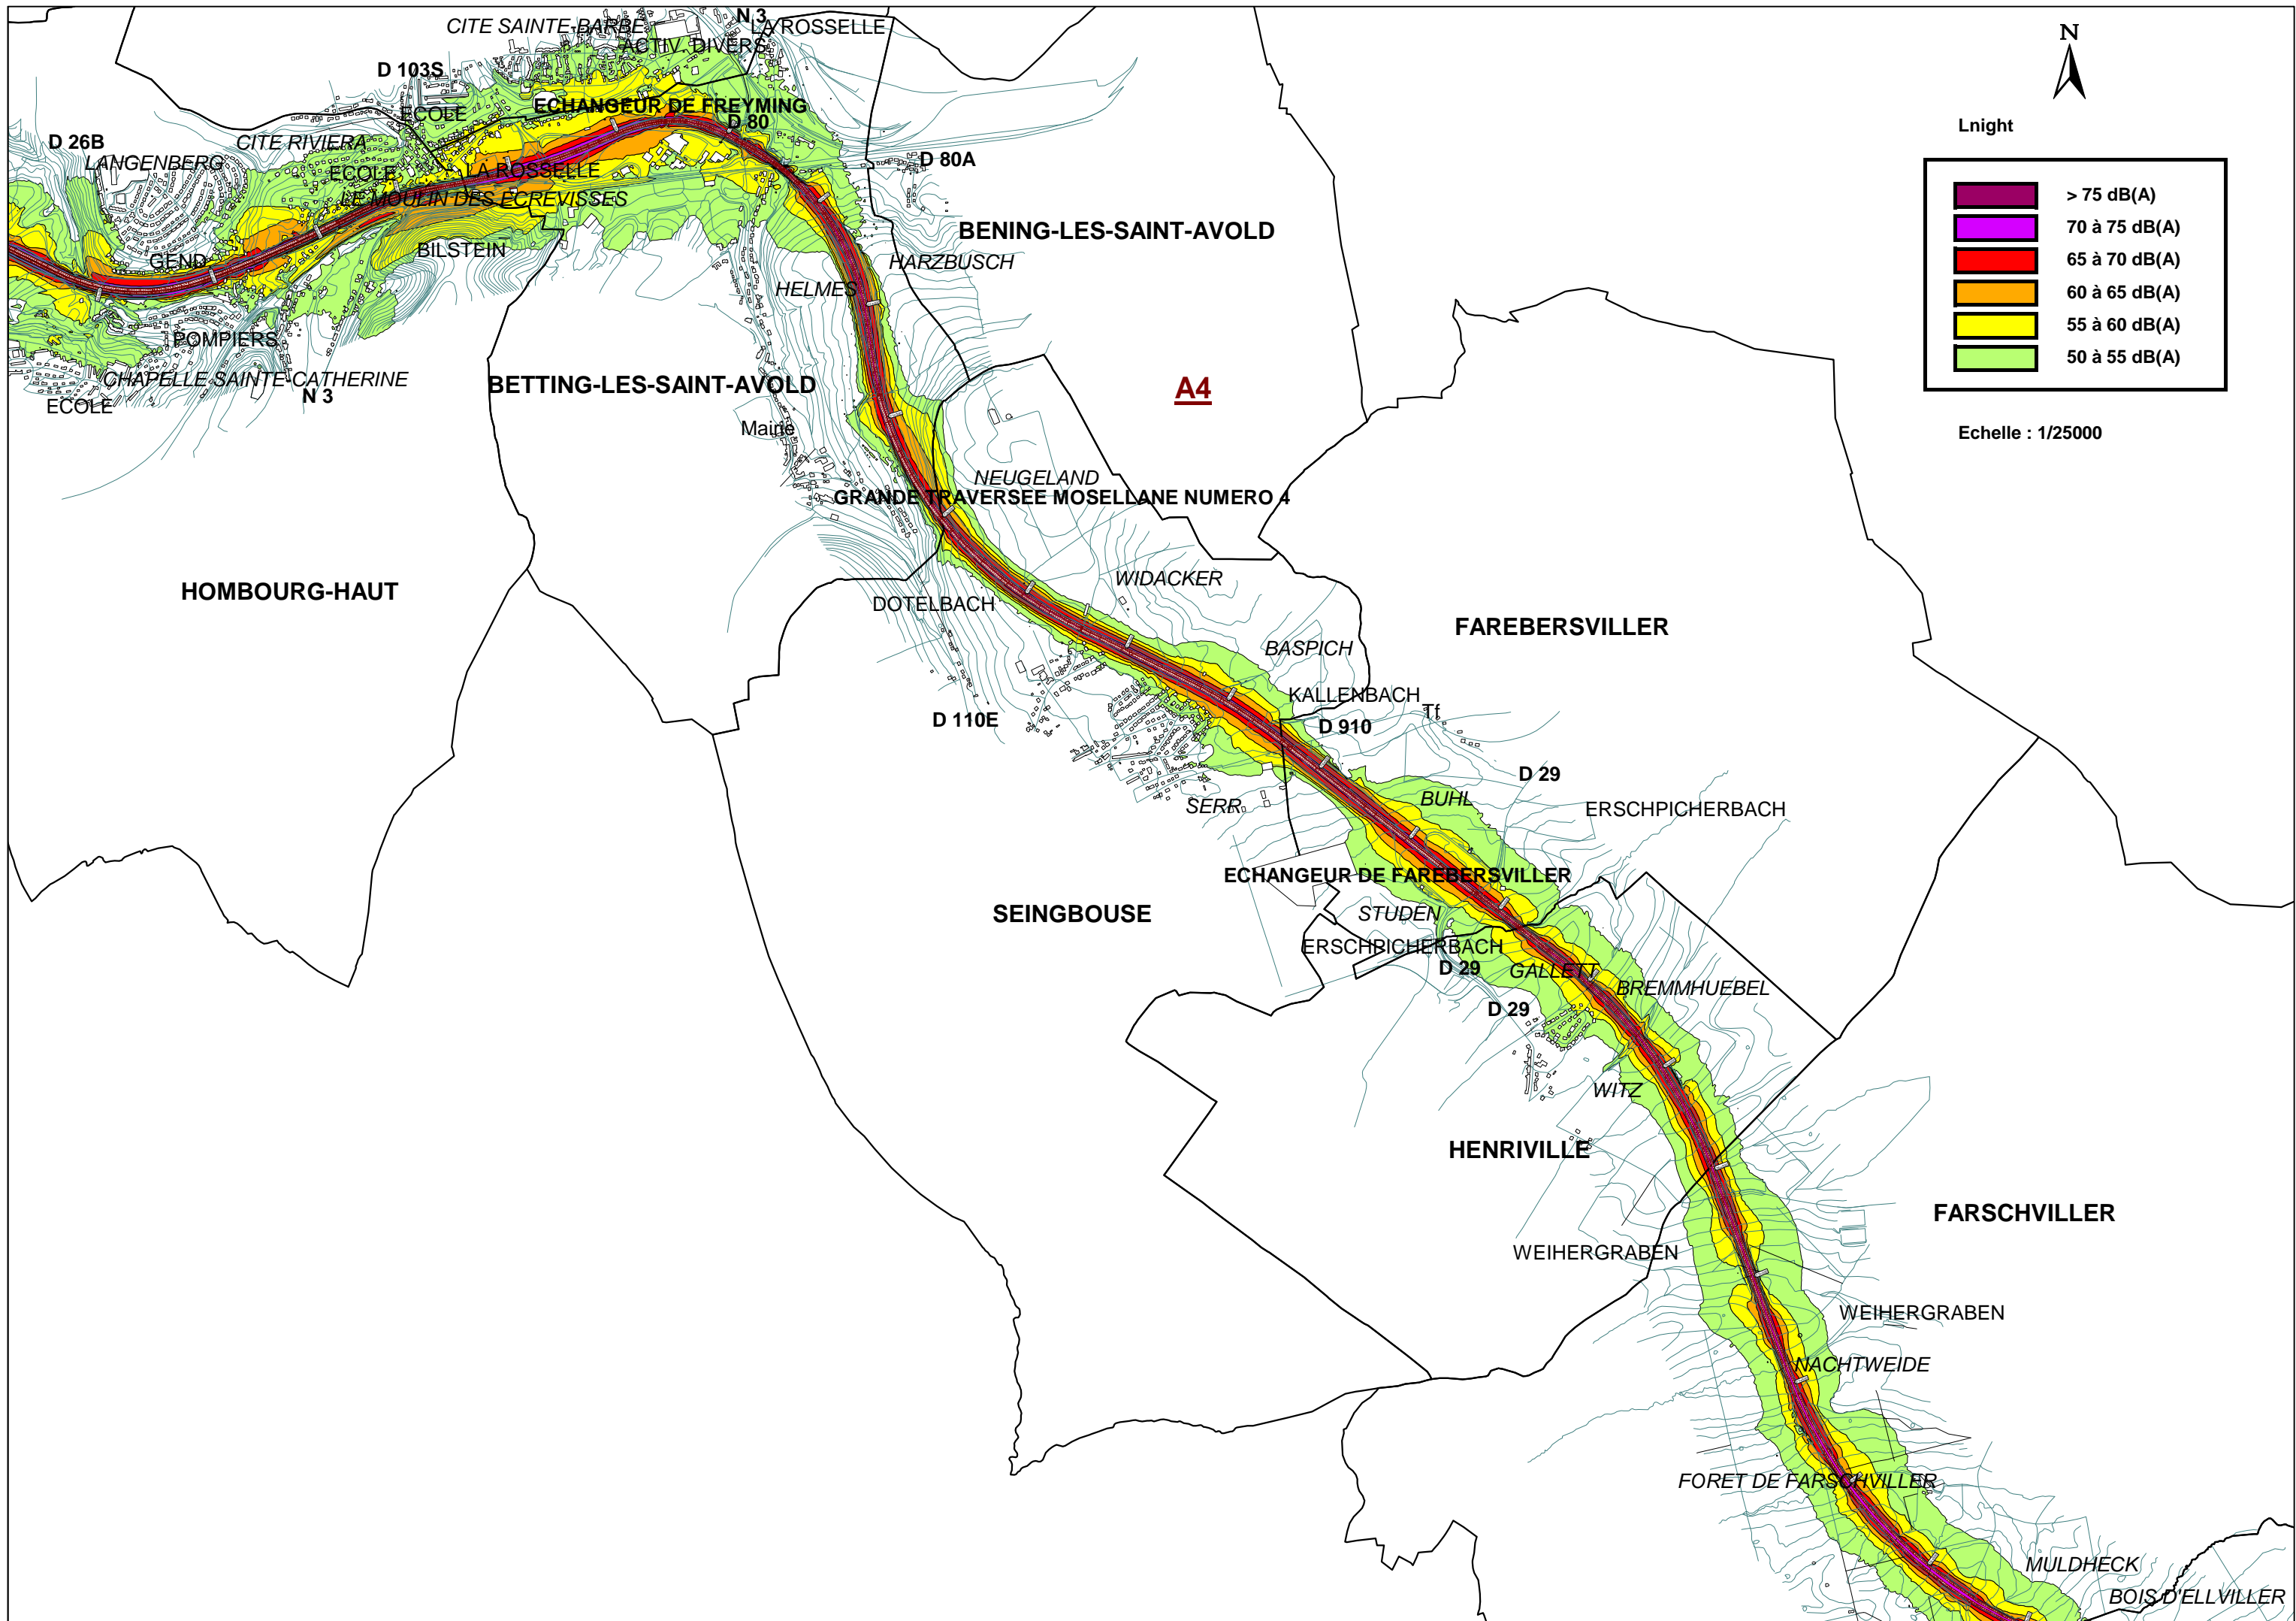 N 3
CITE SAINTE-BARBE
LA ROSSELLE
ACTIV. DIVERS
D 103S
ECHANGEUR DE FREYMING
ECOLE
D 80
D 26B
CITE RIVIERA
LANGENBERG
D 80A
ECOLE
LA ROSSELLE
LE MOULIN DES ECREVISSES
BENING-LES-SAINT-AVOLD
BILSTEIN
GEND
HARZBUSCH
HELMES
POMPIERS
CHAPELLE SAINTE-CATHERINE
N 3
ECOLE
BETTING-LES-SAINT-AVOLD
A4
Mairie
NEUGELAND
GRANDE TRAVERSEE MOSELLANE NUMERO 4
HOMBOURG-HAUT
WIDACKER
DOTELBACH
FAREBERSVILLER
BASPICH
KALLENBACH
Tf
D 110E
D 910
D 29
BUHL
SERR
ERSCHPICHERBACH
ECHANGEUR DE FAREBERSVILLER
SEINGBOUSE
STUDEN
ERSCHPICHERBACH
D 29
GALLETT
BREMMHUEBEL
D 29
WITZ
HENRIVILLE
FARSCHVILLER
WEIHERGRABEN
WEIHERGRABEN
NACHTWEIDE
FORET DE FARSCHVILLER
MULDHECK
BOIS D'ELLVILLER
N
Lnight
> 75 dB(A)
70 à 75 dB(A)
65 à 70 dB(A)
60 à 65 dB(A)
55 à 60 dB(A)
50 à 55 dB(A)
Echelle : 1/25000